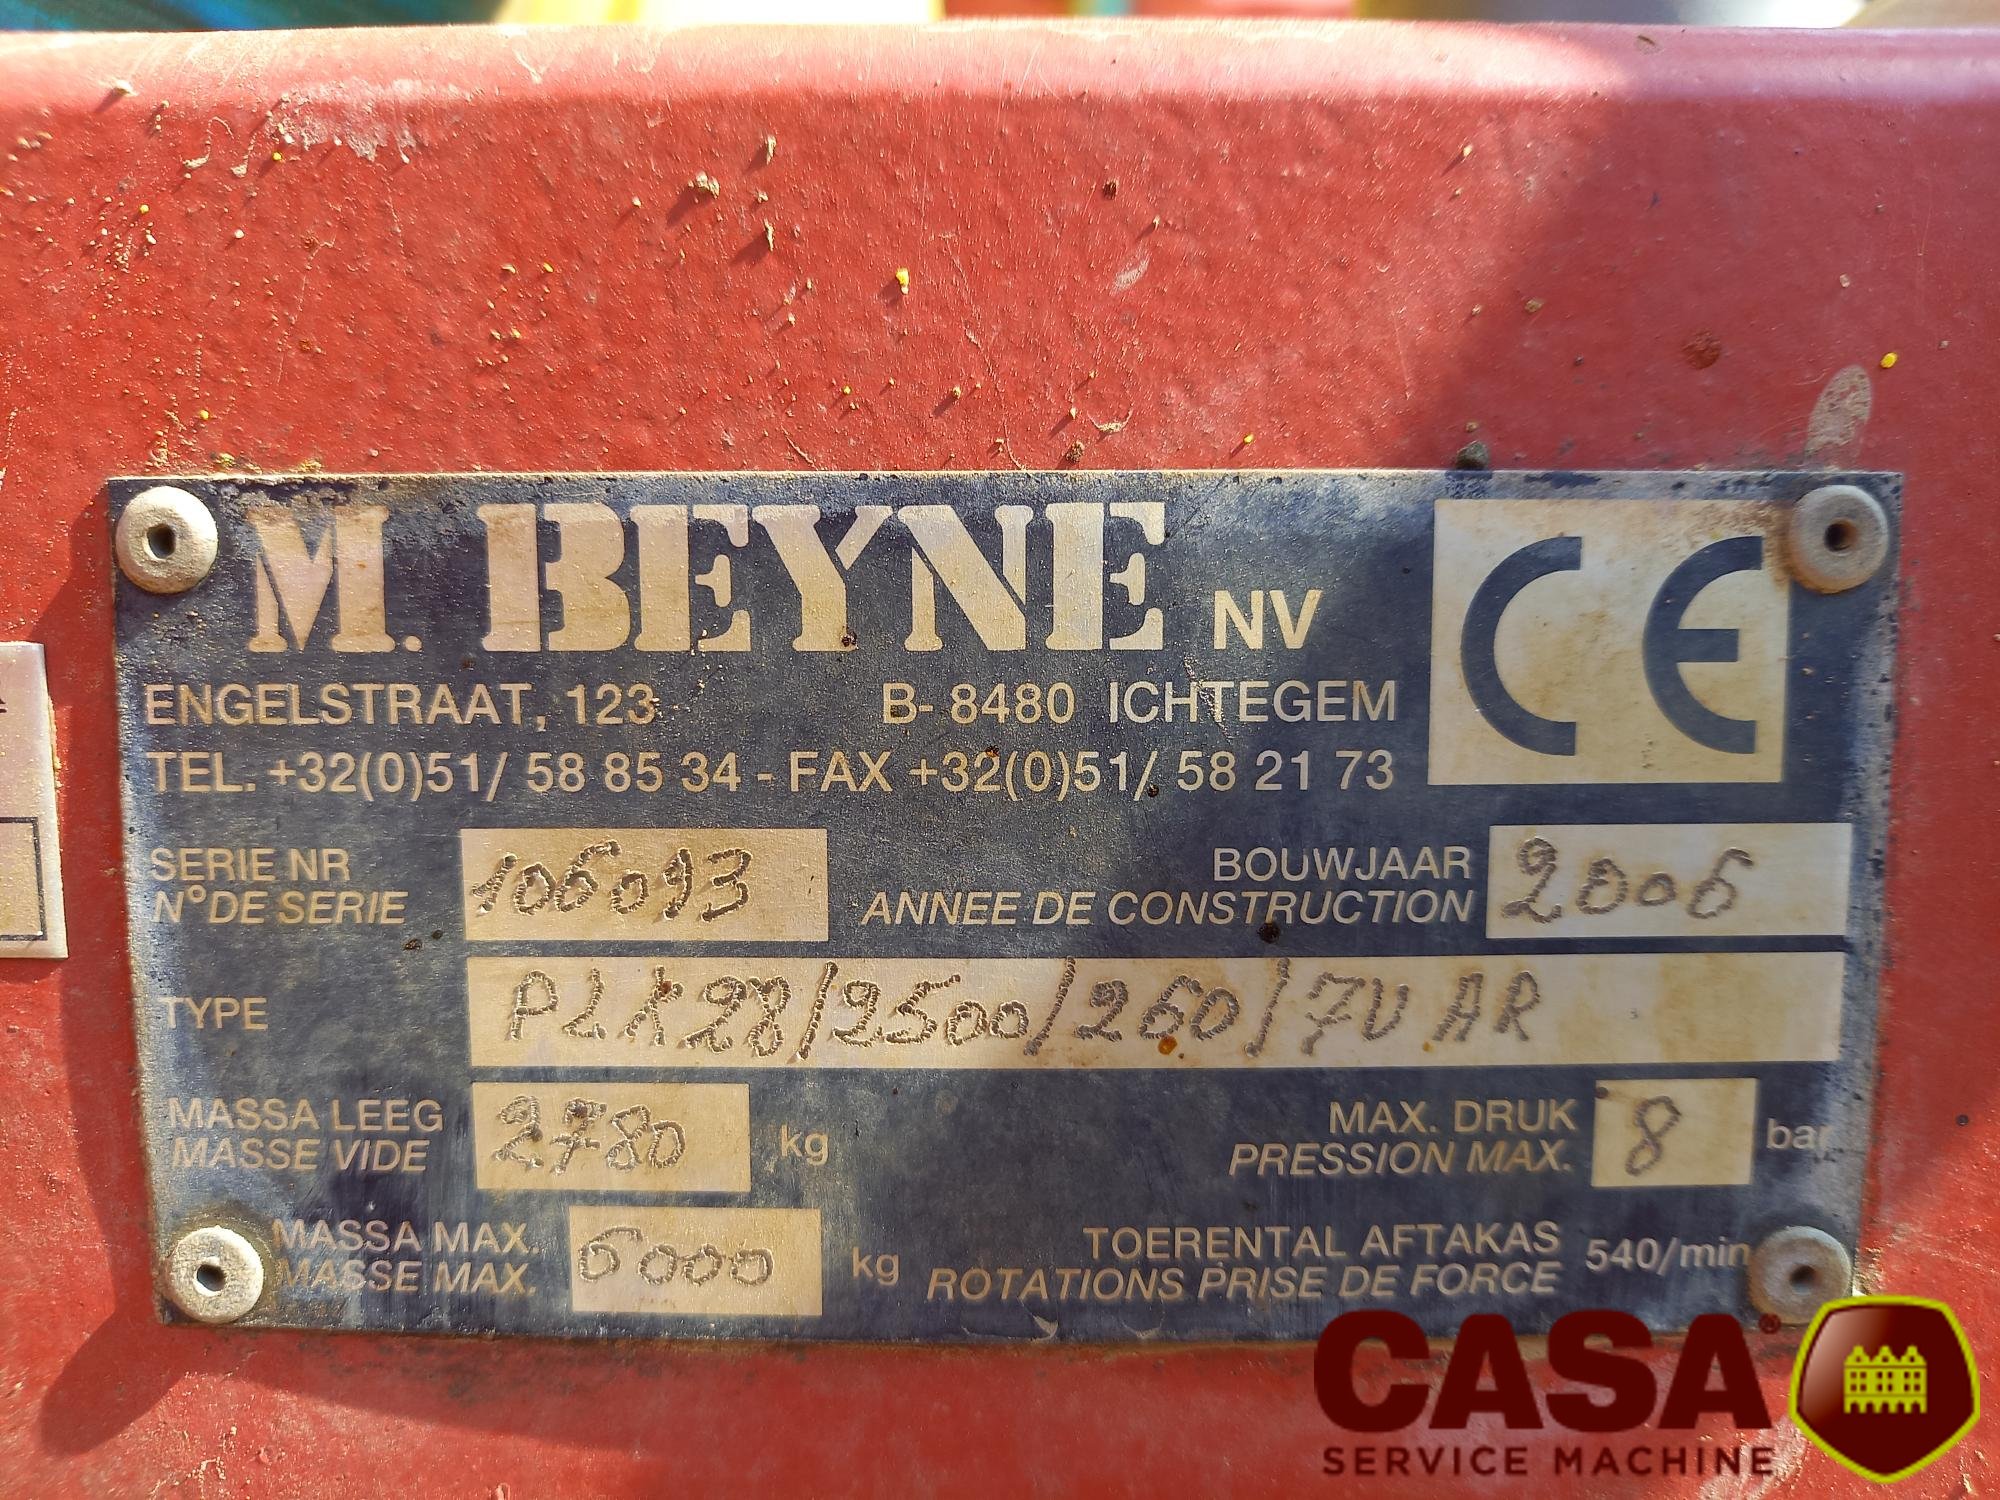 M. BEYNE NV
CE
ENGELSTRAAT, 123 B- 8480 ICHTEGEM
TEL. +32(0)51/ 58 85 34 - FAX +32(0)51/ 58 21 73
SERIE NR
N° DE SERIE
106093
BOUWJAAR
ANNEE DE CONSTRUCTION
2006
TYPE
PLK28/2500/260/7V AR
MASSA LEEG
MASSE VIDE
2780 kg
MAX. DRUK
PRESSION MAX.
8 bar
MASSA MAX.
MASSE MAX.
6000 kg
TOERENTAL AFTAKAS
ROTATIONS PRISE DE FORCE
540/min
CASA®
SERVICE MACHINE